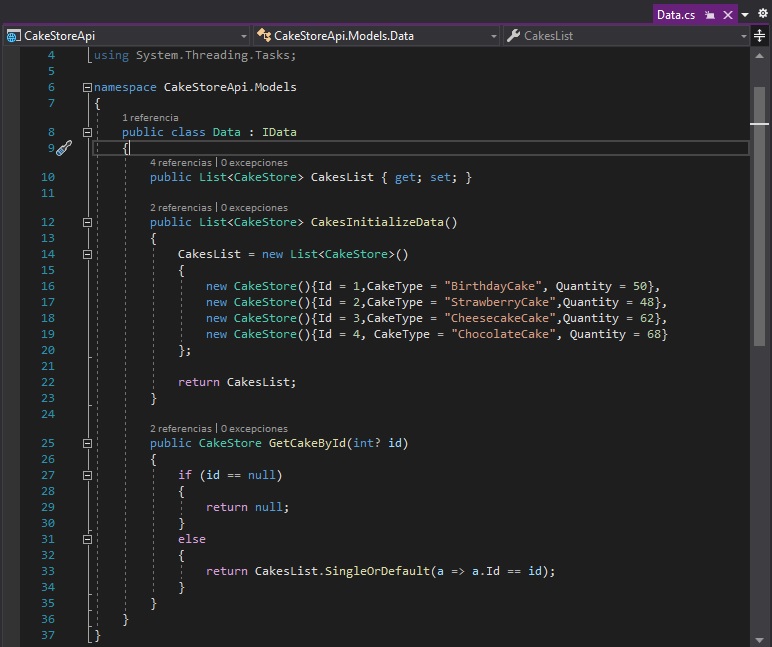 Data.cs
CakeStoreApi CakeStoreApi.Models.Data CakesList
4 using System.Threading.Tasks;
5
6 namespace CakeStoreApi.Models
7 {
1 referencia
8 public class Data : IData
9 {
4 referencias | 0 excepciones
10 public List<CakeStore> CakesList { get; set; }
11
2 referencias | 0 excepciones
12 public List<CakeStore> CakesInitializeData()
13 {
14 CakesList = new List<CakeStore>()
15 {
16 new CakeStore(){Id = 1,CakeType = "BirthdayCake", Quantity = 50},
17 new CakeStore(){Id = 2,CakeType = "StrawberryCake",Quantity = 48},
18 new CakeStore(){Id = 3,CakeType = "CheesecakeCake",Quantity = 62},
19 new CakeStore(){Id = 4, CakeType = "ChocolateCake", Quantity = 68}
20 };
21
22 return CakesList;
23 }
24
2 referencias | 0 excepciones
25 public CakeStore GetCakeById(int? id)
26 {
27 if (id == null)
28 {
29 return null;
30 }
31 else
32 {
33 return CakesList.SingleOrDefault(a => a.Id == id);
34 }
35 }
36 }
37 }